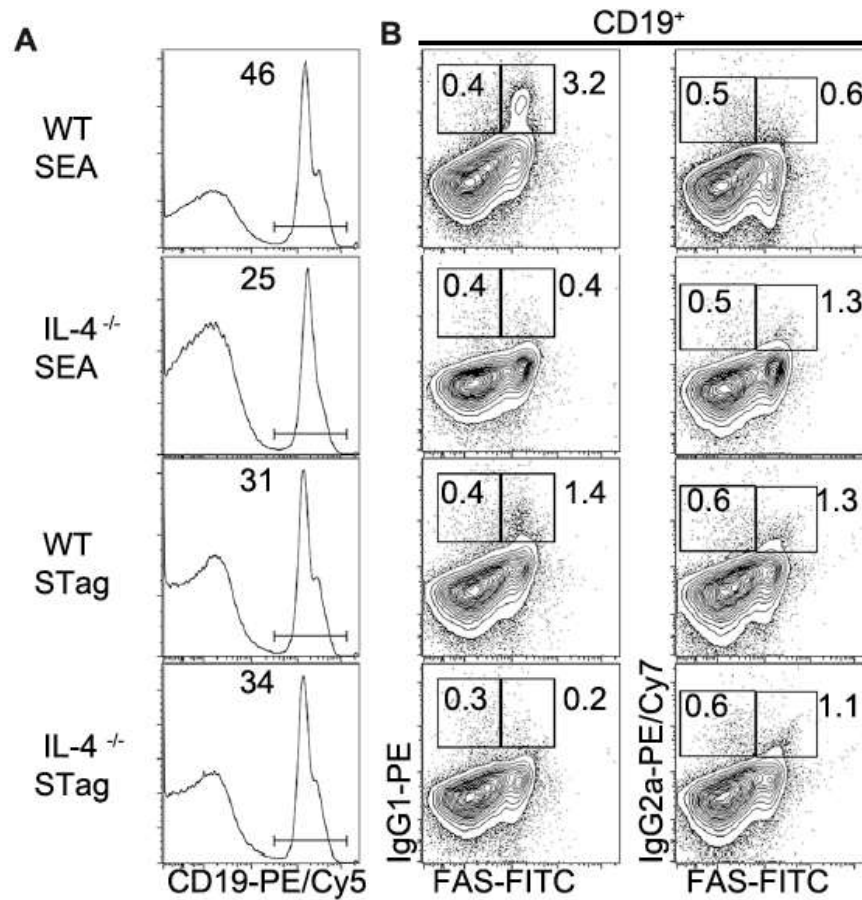 A
B
CD19⁺
WT
SEA
46
0.4
3.2
0.5
0.6
IL-4 -/-
SEA
25
0.4
0.4
0.5
1.3
WT
STag
31
0.4
1.4
0.6
1.3
IL-4 -/-
STag
34
0.3
0.2
0.6
1.1
IgG1-PE
IgG2a-PE/Cy7
CD19-PE/Cy5
FAS-FITC
FAS-FITC